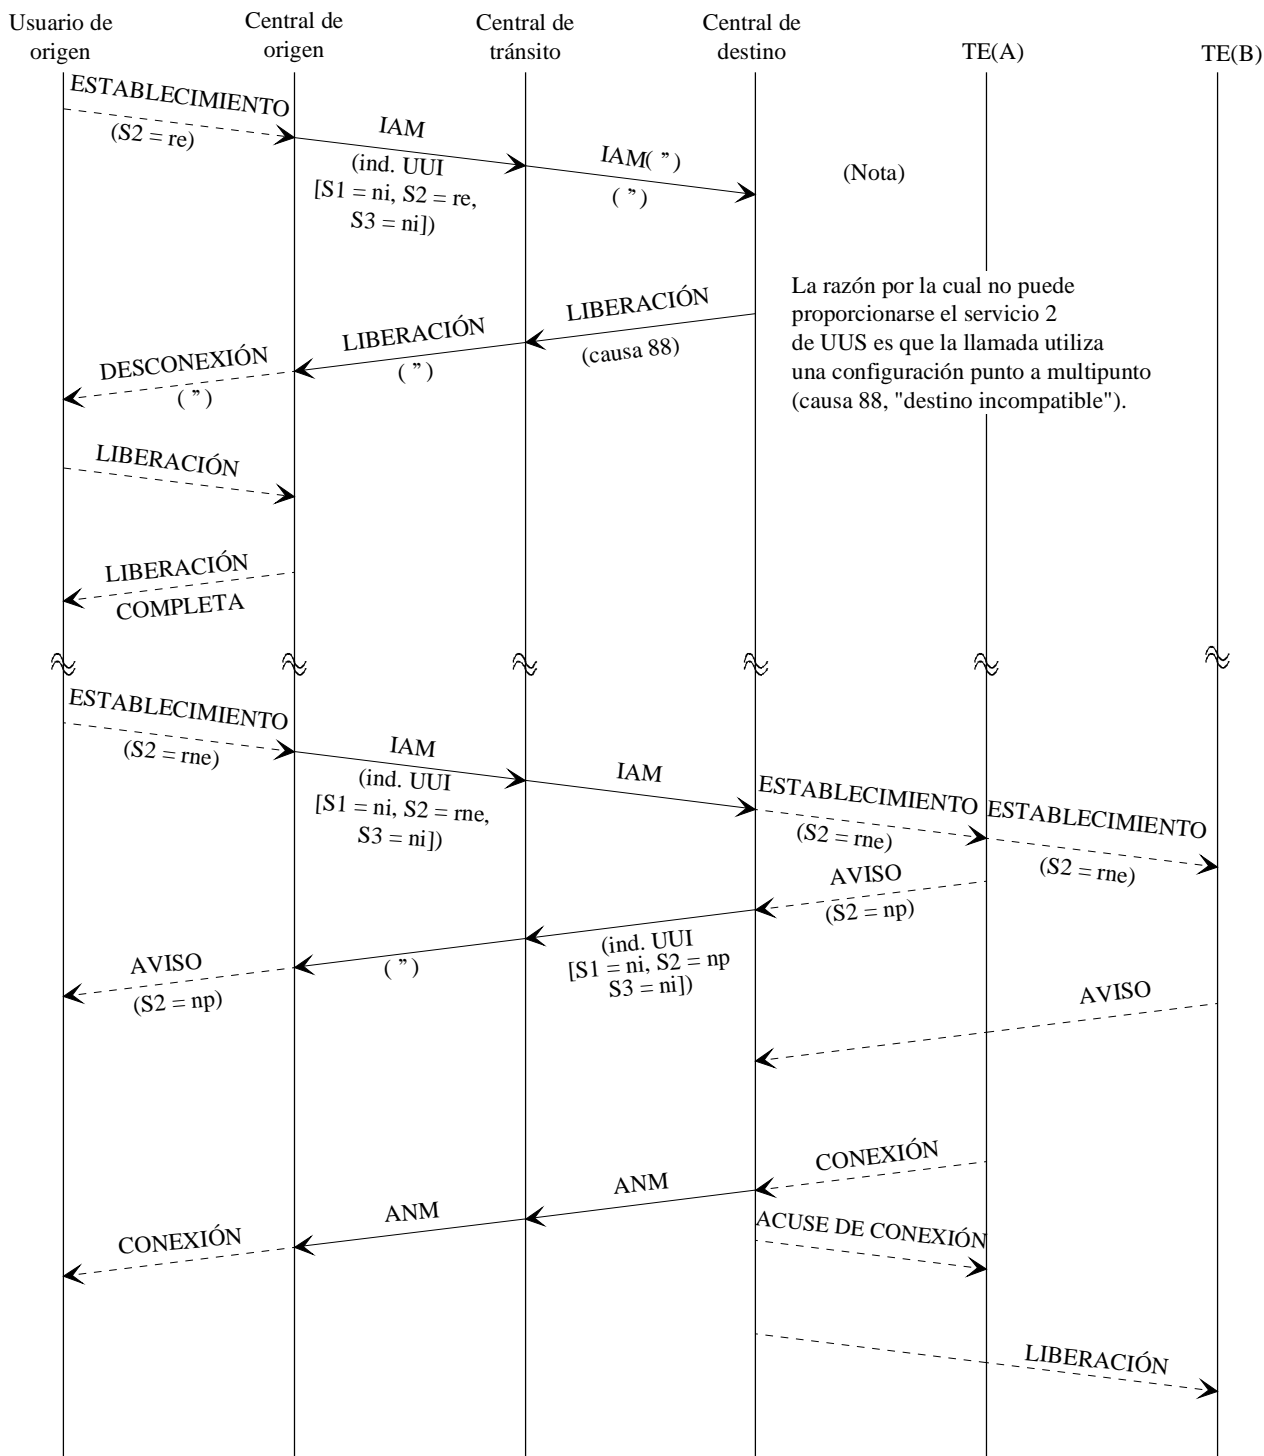 Usuario de
origen
Central de
origen
Central de
tránsito
Central de
destino
TE(A)
TE(B)
ESTABLECIMIENTO
(S2 = re)
IAM
(ind. UUI
[S1 = ni, S2 = re,
S3 = ni])
IAM( ” )
( ” )
(Nota)
La razón por la cual no puede
proporcionarse el servicio 2
de UUS es que la llamada utiliza
una configuración punto a multipunto
(causa 88, "destino incompatible").
LIBERACIÓN
(causa 88)
LIBERACIÓN
( ” )
DESCONEXIÓN
( ” )
LIBERACIÓN
LIBERACIÓN
COMPLETA
ESTABLECIMIENTO
(S2 = rne)
IAM
(ind. UUI
[S1 = ni, S2 = rne,
S3 = ni])
IAM
ESTABLECIMIENTO
(S2 = rne)
ESTABLECIMIENTO
(S2 = rne)
AVISO
(S2 = np)
(ind. UUI
[S1 = ni, S2 = np
S3 = ni])
( ” )
AVISO
(S2 = np)
AVISO
CONEXIÓN
ANM
ANM
CONEXIÓN
ACUSE DE CONEXIÓN
LIBERACIÓN